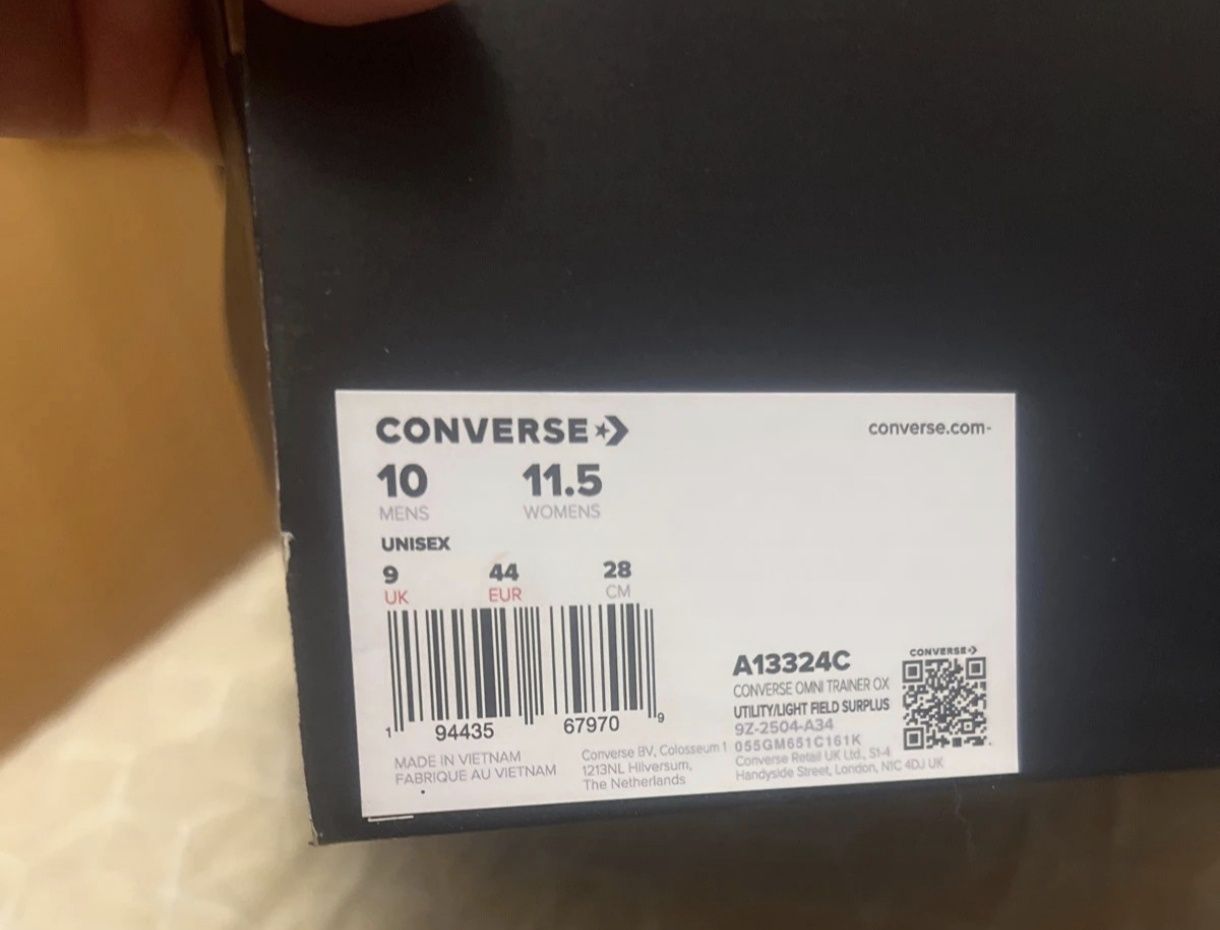 CONVERSE
converse.com
10 11.5
MENS WOMENS
UNISEX
9 44 28
UK EUR CM
1 94435 67970 9
MADE IN VIETNAM
FABRIQUE AU VIETNAM
Converse BV, Colosseum 1
1213NL Hilversum,
The Netherlands
CONVERSE
A13324C
CONVERSE OMNI TRAINER OX
UTILITY/LIGHT FIELD SURPLUS
9Z-2504-A34
055GM651C161K
Converse Retail UK Ltd., S1-4
Handyside Street, London, N1C 4DJ UK